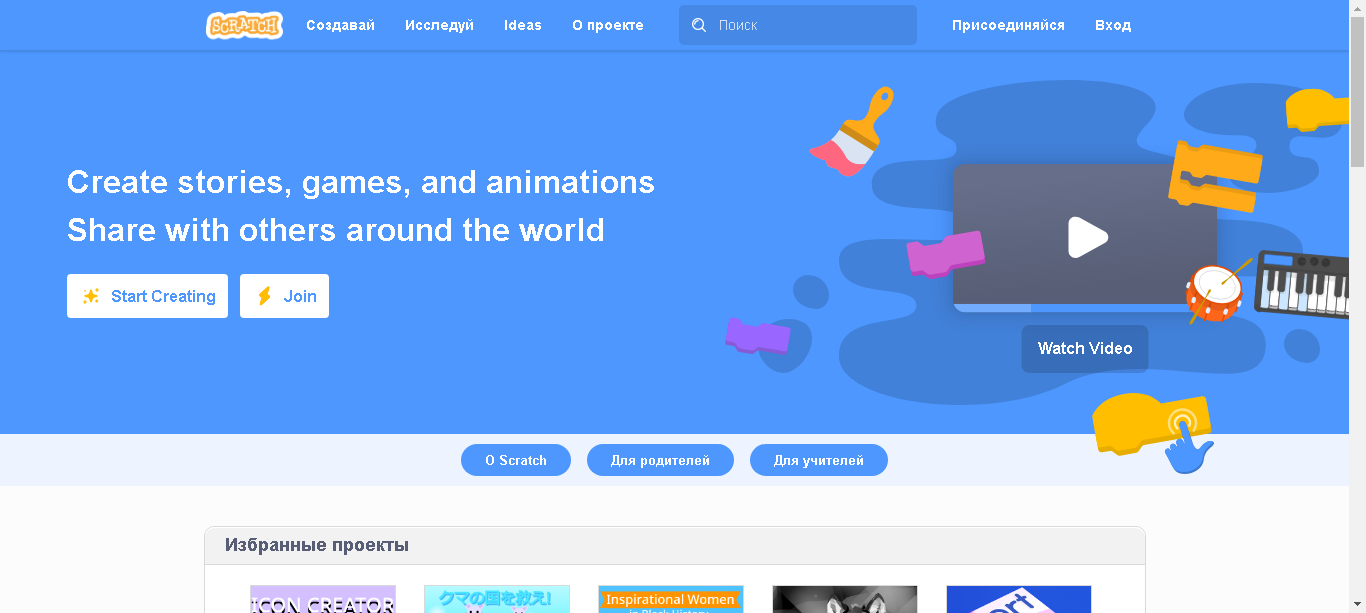 SCRATCH
Создавай
Исследуй
Ideas
О проекте
Поиск
Присоединяйся
Вход
Create stories, games, and animations
Share with others around the world
Start Creating
Join
Watch Video
О Scratch
Для родителей
Для учителей
Избранные проекты
ICON CREATOR
クマの国を救え!
Inspirational Women
in Black History